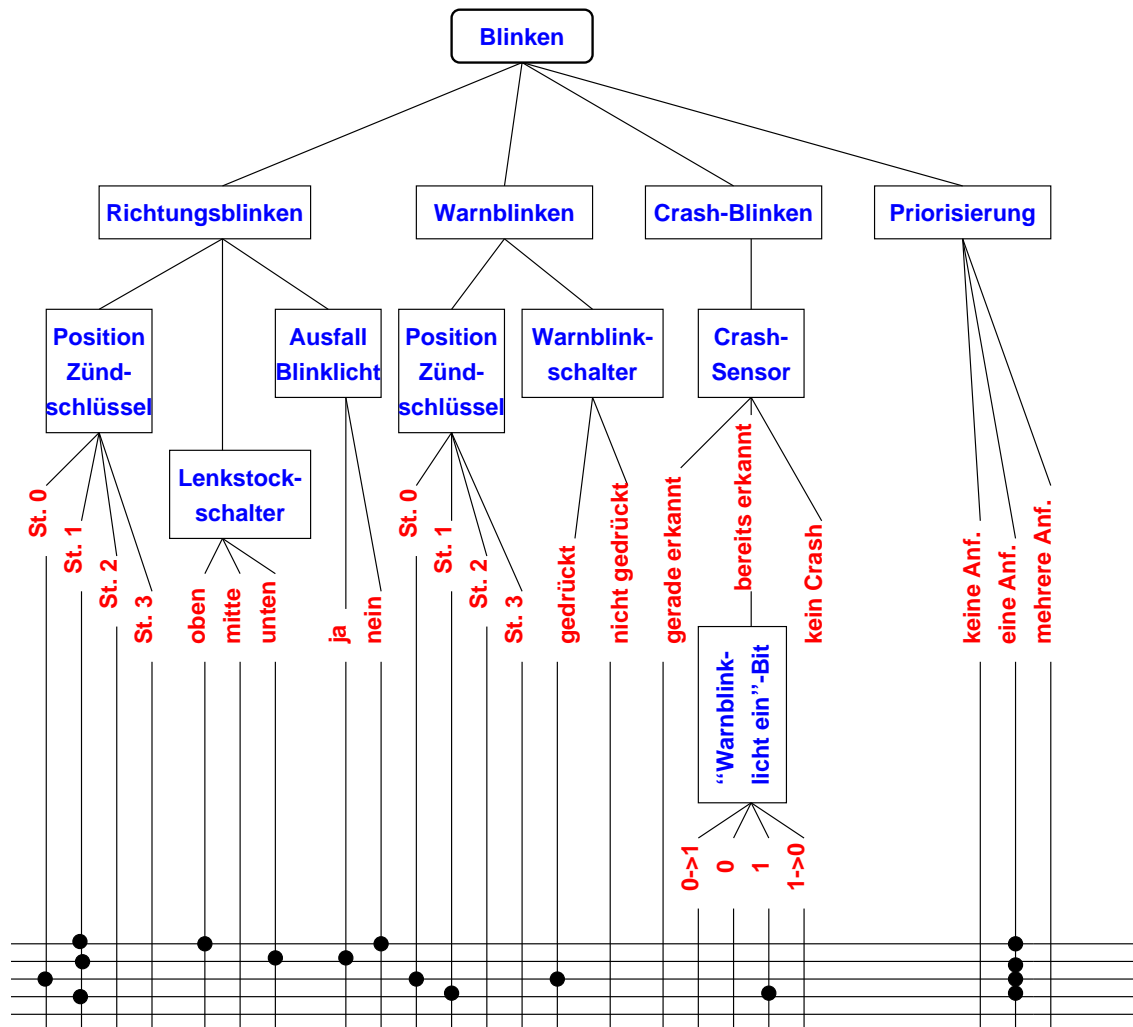 Blinken
Richtungsblinken
Warnblinken
Crash-Blinken
Priorisierung
Position
Zünd-
schlüssel
Ausfall
Blinklicht
Position
Zünd-
schlüssel
Warnblink-
schalter
Crash-
Sensor
Lenkstock-
schalter
St. 0
St. 1
St. 2
St. 3
oben
mitte
unten
ja
nein
St. 0
St. 1
St. 2
St. 3
gedrückt
nicht gedrückt
gerade erkannt
bereits erkannt
kein Crash
keine Anf.
eine Anf.
mehrere Anf.
“Warnblink-
licht ein”-Bit
0->1
0
1
1->0